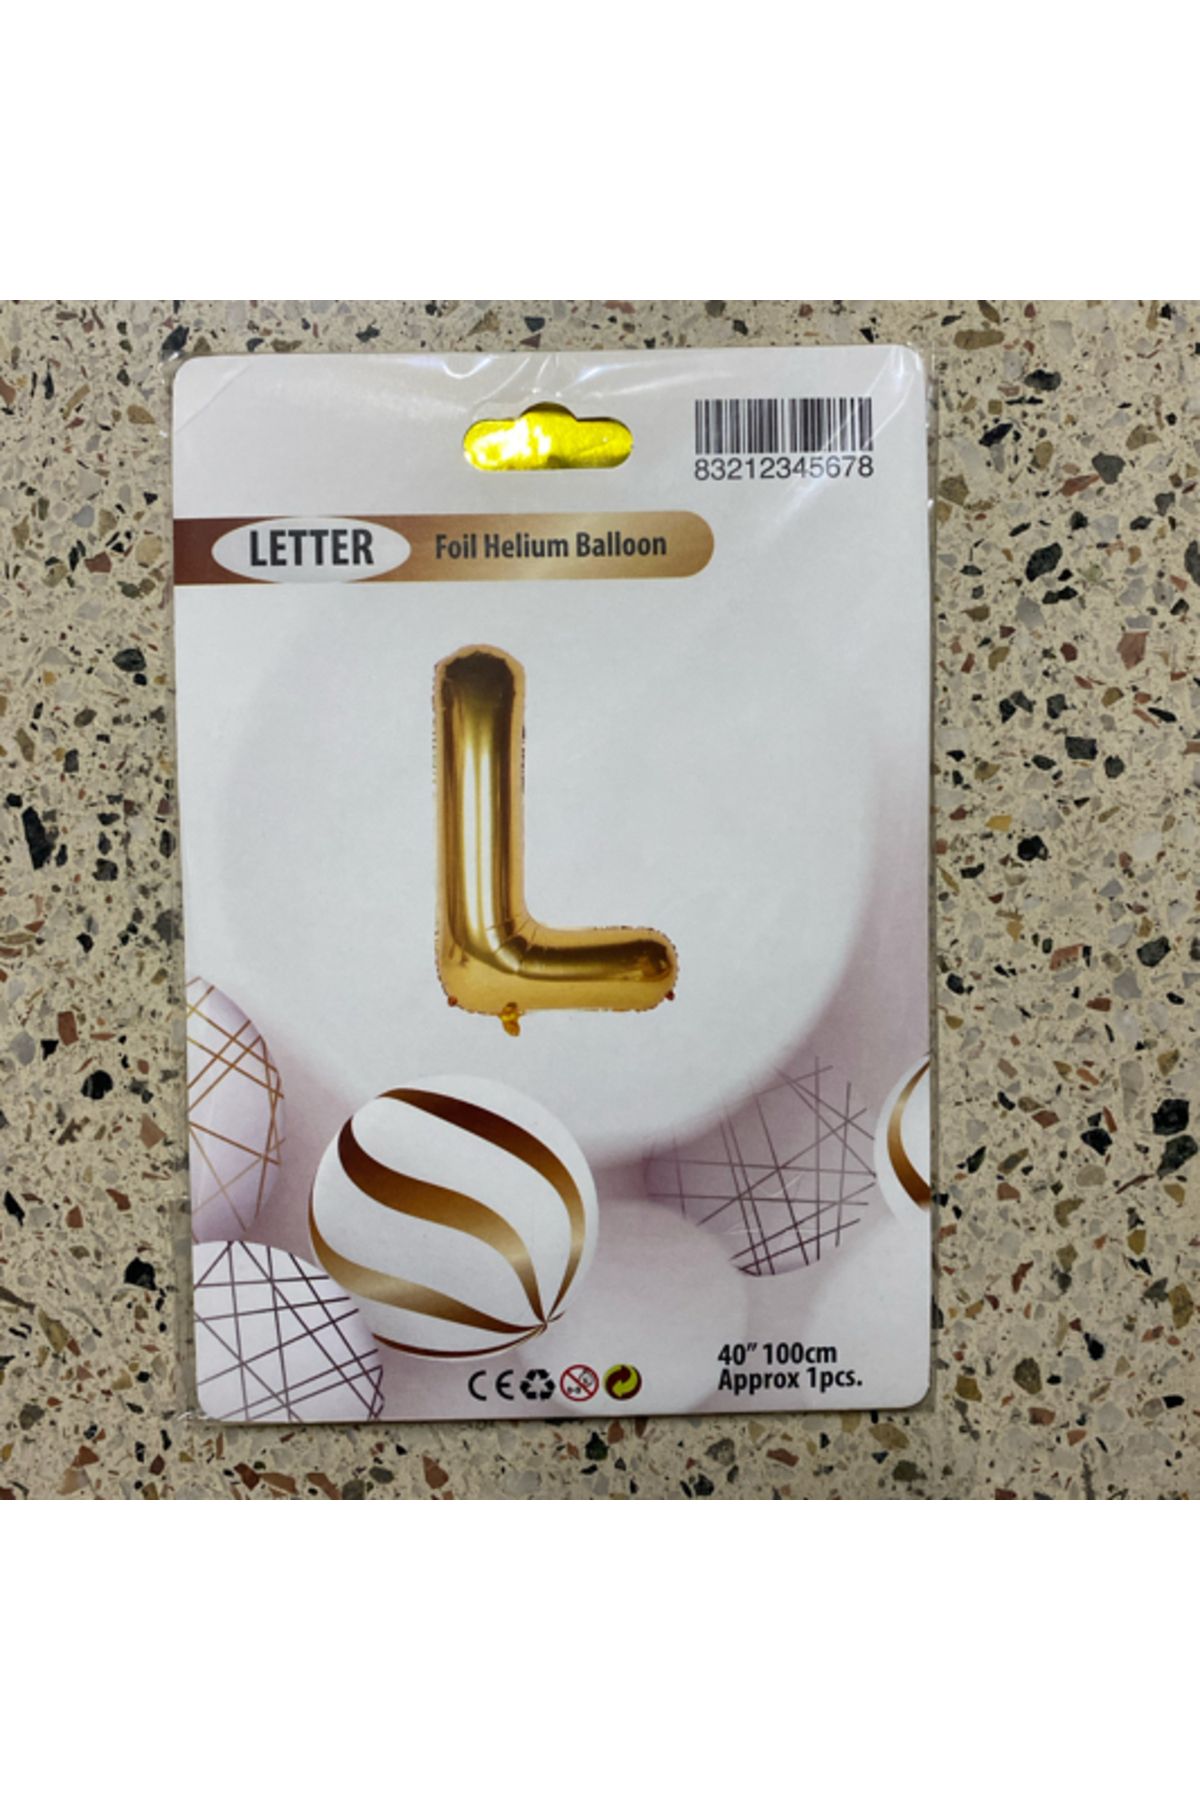 83212345678
LETTER Foil Helium Balloon
L
CE
40" 100cm
Approx 1pcs.